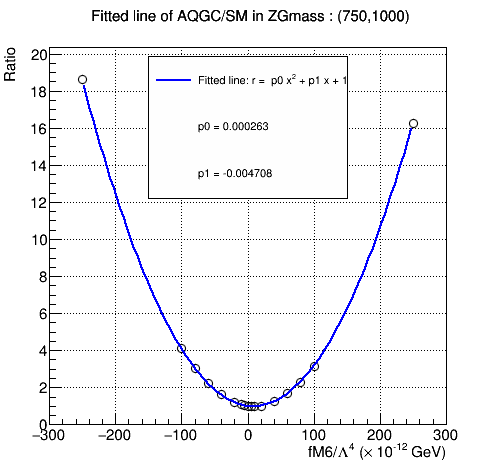 Fitted line of AQGC/SM in ZGmass : (750,1000)
Ratio
Fitted line: r = p0 x² + p1 x + 1
p0 = 0.000263
p1 = -0.004708
20
18
16
14
12
10
8
6
4
2
0
−300 −200 −100 0 100 200 300
fM6/Λ⁴ (× 10⁻¹² GeV)